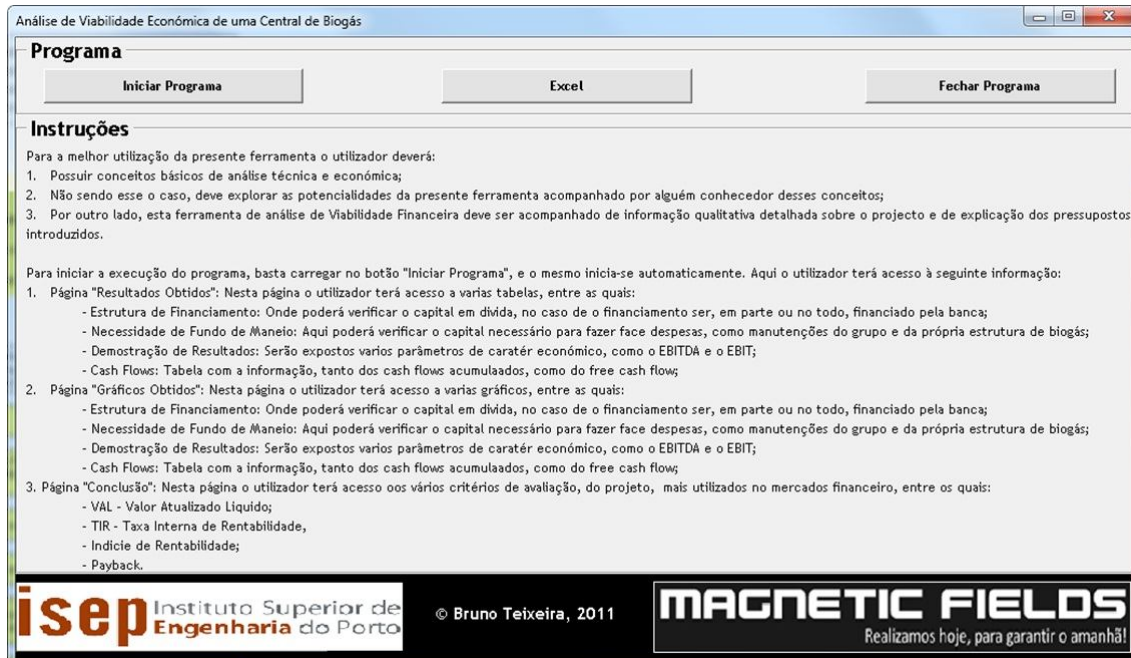 Análise de Viabilidade Económica de uma Central de Biogás
Programa
Iniciar Programa
Excel
Fechar Programa
Instruções
Para a melhor utilização da presente ferramenta o utilizador deverá:
1. Possuir conceitos básicos de análise técnica e económica;
2. Não sendo esse o caso, deve explorar as potencialidades da presente ferramenta acompanhado por alguém conhecedor desses conceitos;
3. Por outro lado, esta ferramenta de análise de Viabilidade Financeira deve ser acompanhado de informação qualitativa detalhada sobre o projecto e de explicação dos pressupostos
introduzidos.
Para iniciar a execução do programa, basta carregar no botão "Iniciar Programa", e o mesmo inicia-se automaticamente. Aqui o utilizador terá acesso à seguinte informação:
1. Página "Resultados Obtidos": Nesta página o utilizador terá acesso a varias tabelas, entre as quais:
- Estrutura de Financiamento: Onde poderá verificar o capital em dívida, no caso de o financiamento ser, em parte ou no todo, financiado pela banca;
- Necessidade de Fundo de Maneio: Aqui poderá verificar o capital necessário para fazer face despesas, como manutenções do grupo e da própria estrutura de biogás;
- Demostração de Resultados: Serão expostos varios parâmetros de caratér económico, como o EBITDA e o EBIT;
- Cash Flows: Tabela com a informação, tanto dos cash flows acumulaados, como do free cash flow;
2. Página "Gráficos Obtidos": Nesta página o utilizador terá acesso a varias gráficos, entre as quais:
- Estrutura de Financiamento: Onde poderá verificar o capital em dívida, no caso de o financiamento ser, em parte ou no todo, financiado pela banca;
- Necessidade de Fundo de Maneio: Aqui poderá verificar o capital necessário para fazer face despesas, como manutenções do grupo e da própria estrutura de biogás;
- Demostração de Resultados: Serão expostos varios parâmetros de caratér económico, como o EBITDA e o EBIT;
- Cash Flows: Tabela com a informação, tanto dos cash flows acumulaados, como do free cash flow;
3. Página "Conclusão": Nesta página o utilizador terá acesso oos vários critérios de avaliação, do projeto, mais utilizados no mercados financeiro, entre os quais:
- VAL - Valor Atualizado Liquido;
- TIR - Taxa Interna de Rentabilidade,
- Indicie de Rentabilidade;
- Payback.
isep Instituto Superior de
Engenharia do Porto
© Bruno Teixeira, 2011
MAGNETIC FIELDS
Realizamos hoje, para garantir o amanhã!